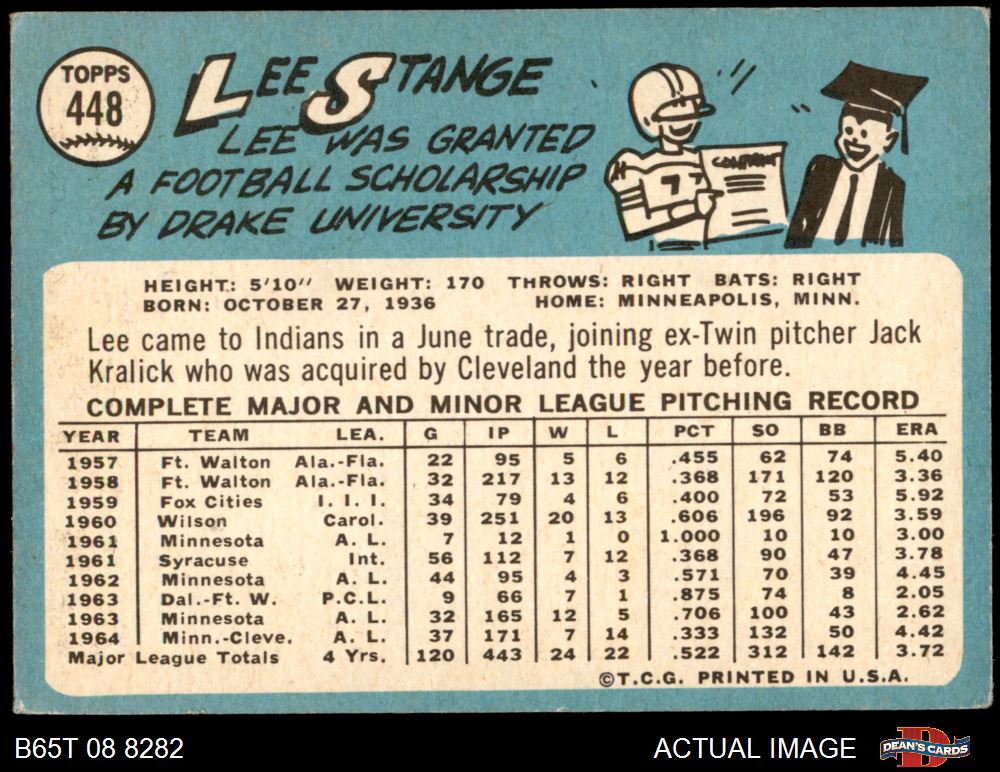 TOPPS
448
LEE STANGE
LEE WAS GRANTED
A FOOTBALL SCHOLARSHIP
BY DRAKE UNIVERSITY
77
CONTRACT
HEIGHT: 5'10" WEIGHT: 170 THROWS: RIGHT BATS: RIGHT
BORN: OCTOBER 27, 1936 HOME: MINNEAPOLIS, MINN.
Lee came to Indians in a June trade, joining ex-Twin pitcher Jack
Kralick who was acquired by Cleveland the year before.
COMPLETE MAJOR AND MINOR LEAGUE PITCHING RECORD
YEAR TEAM LEA. G IP W L PCT SO BB ERA
1957 Ft. Walton Ala.-Fla. 22 95 5 6 .455 62 74 5.40
1958 Ft. Walton Ala.-Fla. 32 217 13 12 .368 171 120 3.36
1959 Fox Cities I. I. I. 34 79 4 6 .400 72 53 5.92
1960 Wilson Carol. 39 251 20 13 .606 196 92 3.59
1961 Minnesota A. L. 7 12 1 0 1.000 10 10 3.00
1961 Syracuse Int. 56 112 7 12 .368 90 47 3.78
1962 Minnesota A. L. 44 95 4 3 .571 70 39 4.45
1963 Dal.-Ft. W. P.C.L. 9 66 7 1 .875 74 8 2.05
1963 Minnesota A. L. 32 165 12 5 .706 100 43 2.62
1964 Minn.-Cleve. A. L. 37 171 7 14 .333 132 50 4.42
Major League Totals 4 Yrs. 120 443 24 22 .522 312 142 3.72
©T.C.G. PRINTED IN U.S.A.
B65T 08 8282
ACTUAL IMAGE
DEAN'S CARDS